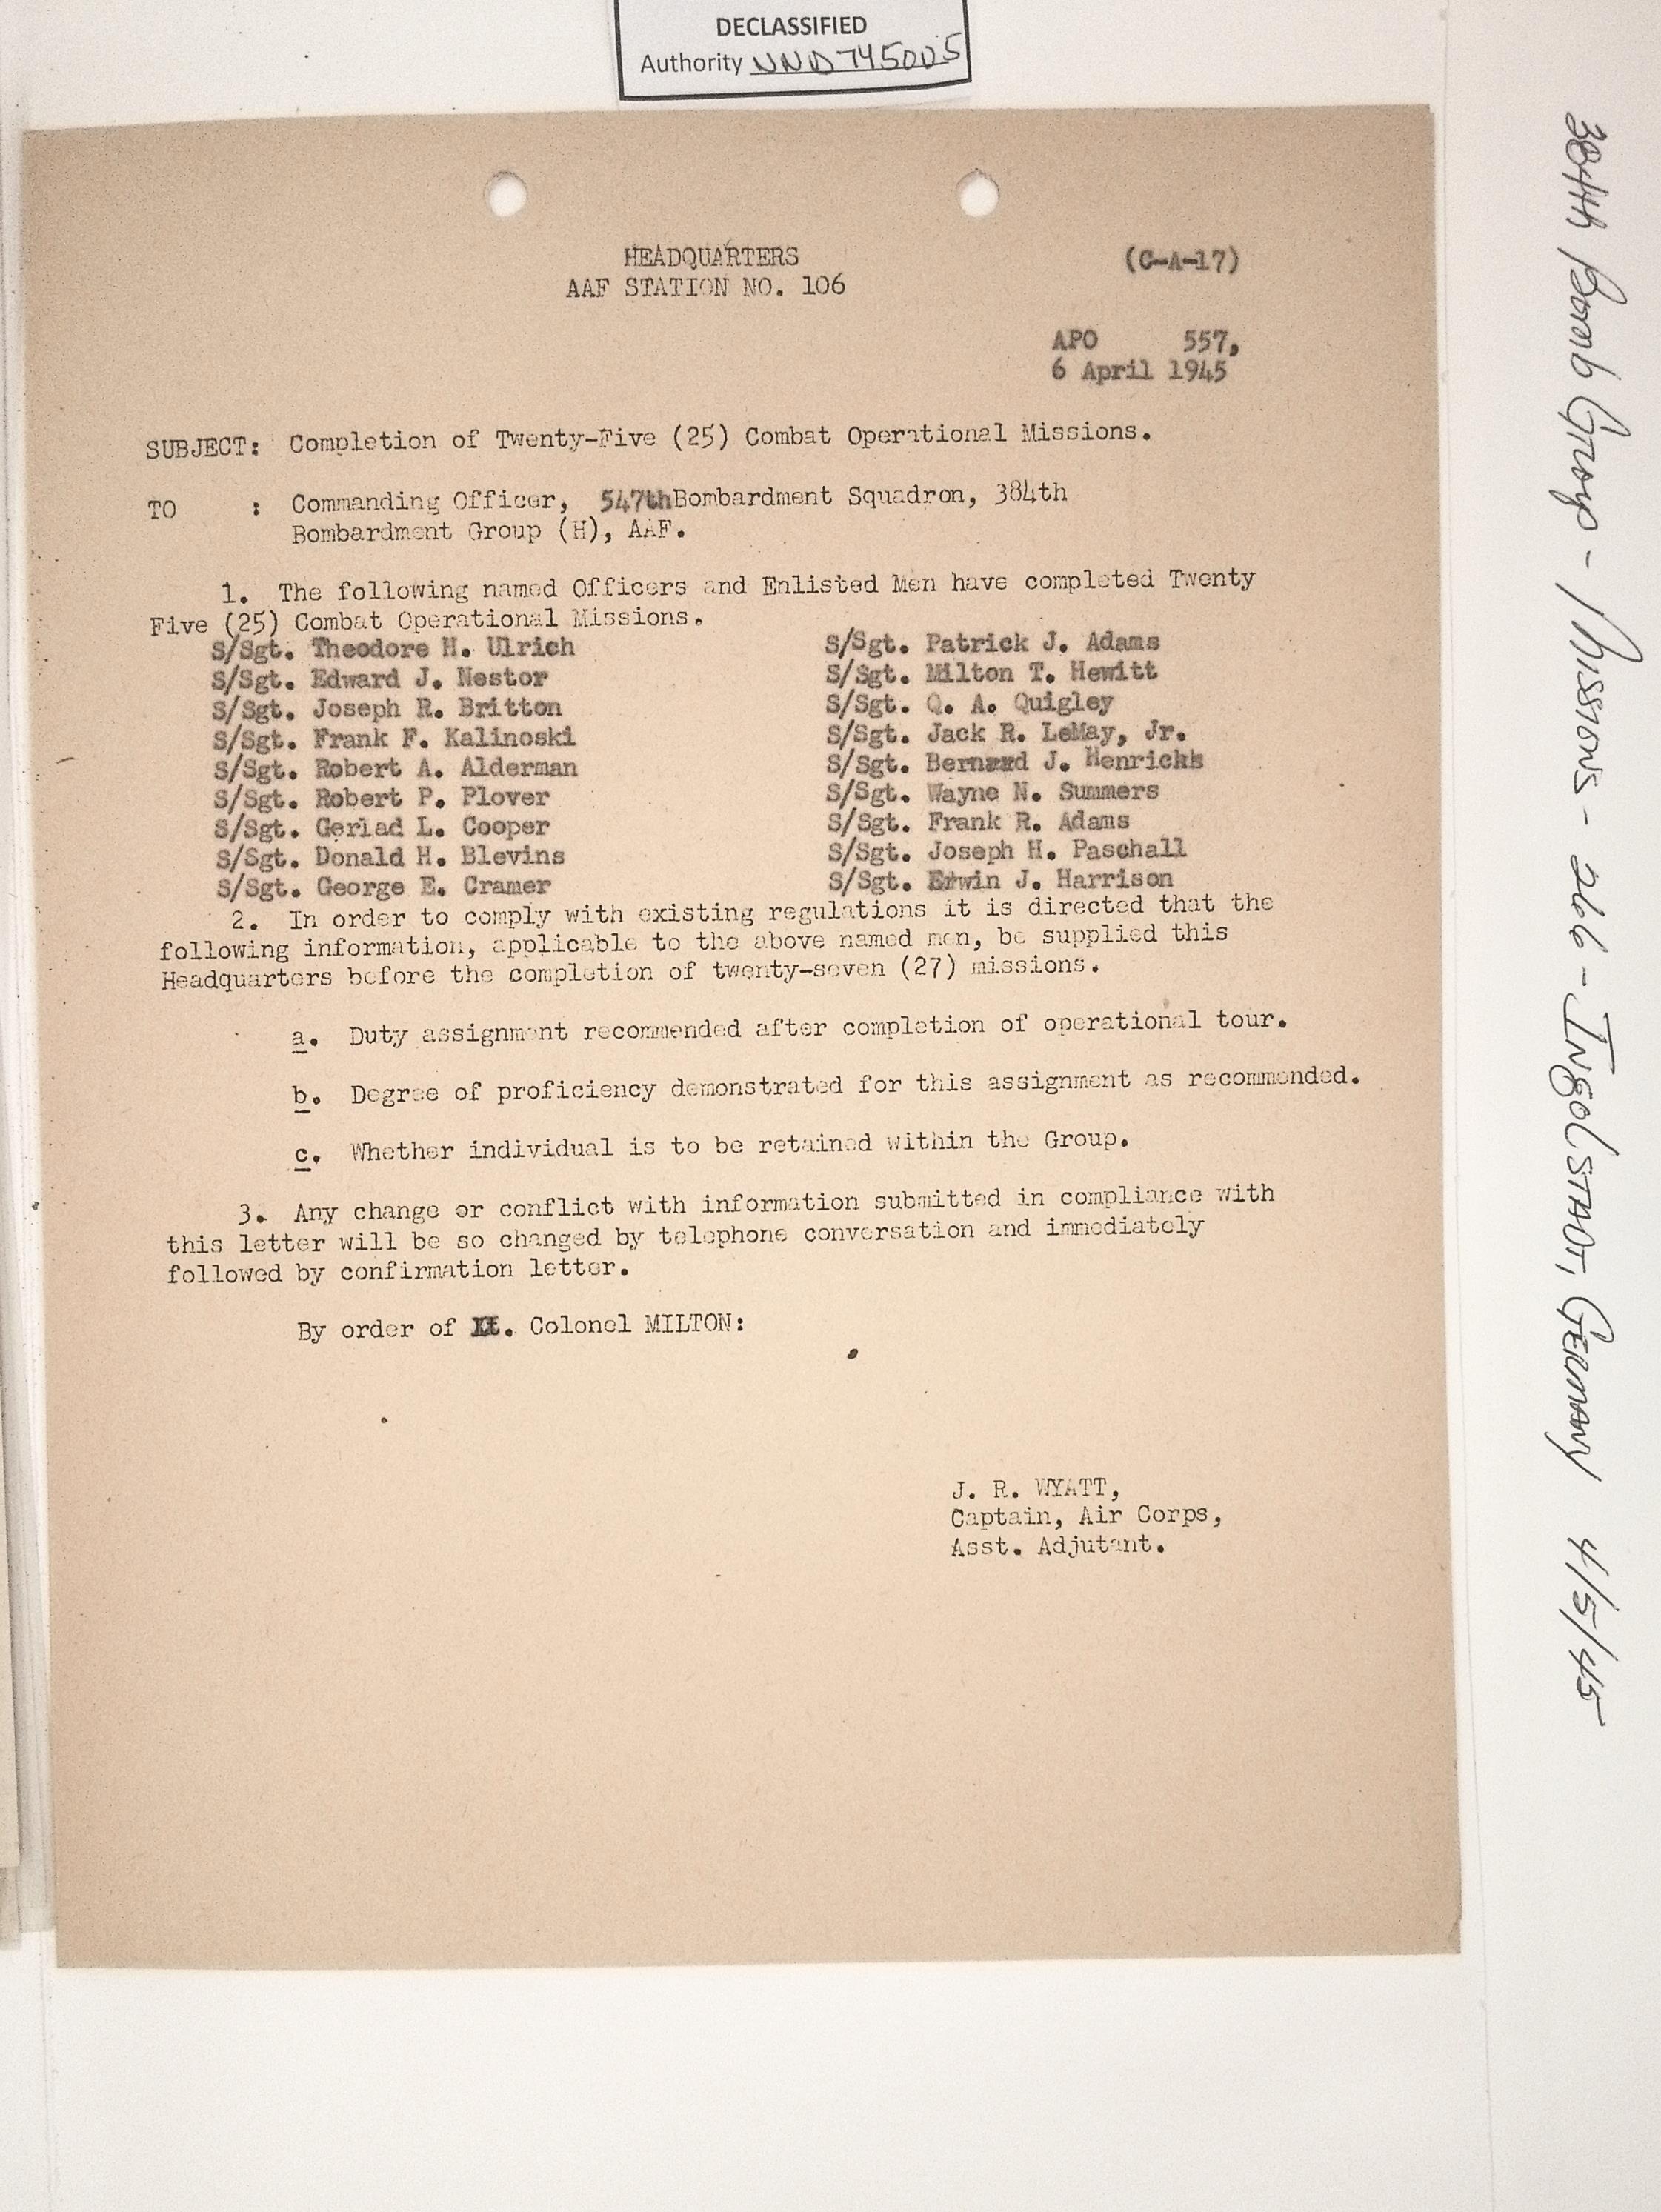 DECLASSIFIED
Authority NND 745005
HEADQUARTERS
AAF STATION NO. 106
(C-A-17)
APO 557,
6 April 1945
SUBJECT: Completion of Twenty-Five (25) Combat Operational Missions.
TO : Commanding Officer, 547thBombardment Squadron, 384th
Bombardment Group (H), AAF.
1. The following named Officers and Enlisted Men have completed Twenty
Five (25) Combat Operational Missions.
S/Sgt. Theodore H. Ulrich
S/Sgt. Edward J. Nestor
S/Sgt. Joseph R. Britton
S/Sgt. Frank F. Kalinoski
S/Sgt. Robert A. Alderman
S/Sgt. Robert P. Plover
S/Sgt. Gerlad L. Cooper
S/Sgt. Donald H. Blevins
S/Sgt. George E. Cramer
S/Sgt. Patrick J. Adams
S/Sgt. Milton T. Hewitt
S/Sgt. Q. A. Quigley
S/Sgt. Jack R. LeMay, Jr.
S/Sgt. Bernard J. Henricks
S/Sgt. Wayne N. Summers
S/Sgt. Frank R. Adams
S/Sgt. Joseph H. Paschall
S/Sgt. Erwin J. Harrison
2. In order to comply with existing regulations it is directed that the
following information, applicable to the above named men, be supplied this
Headquarters before the completion of twenty-seven (27) missions.
a. Duty assignment recommended after completion of operational tour.
b. Degree of proficiency demonstrated for this assignment as recommended.
c. Whether individual is to be retained within the Group.
3. Any change or conflict with information submitted in compliance with
this letter will be so changed by telephone conversation and immediately
followed by confirmation letter.
By order of Lt. Colonel MILTON:
J. R. WYATT,
Captain, Air Corps,
Asst. Adjutant.
384th Bomb Group - Missions - 266 - Ingolstadt, Germany 4/5/45